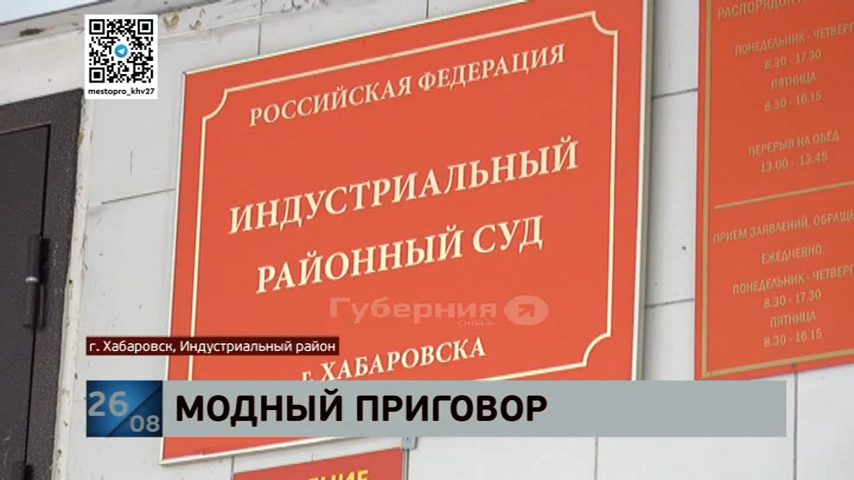 mestopro_khv27
РОССИЙСКАЯ ФЕДЕРАЦИЯ
ИНДУСТРИАЛЬНЫЙ
РАЙОННЫЙ СУД
г. ХАБАРОВСКА
РАСПОРЯДОК
ПОНЕДЕЛЬНИК - ЧЕТВЕРГ
8.30 - 17.30
ПЯТНИЦА
8.30 - 16.15
ПЕРЕРЫВ НА ОБЕД
13.00 - 13.45
ПРИЕМ ЗАЯВЛЕНИЙ,
ЕЖЕДНЕВНО:
ПОНЕДЕЛЬНИК - ЧЕТВЕРГ
8.30 - 17.30
ПЯТНИЦА
8.30 - 16.15
Губерния
г. Хабаровск, Индустриальный район
26
08
МОДНЫЙ ПРИГОВОР